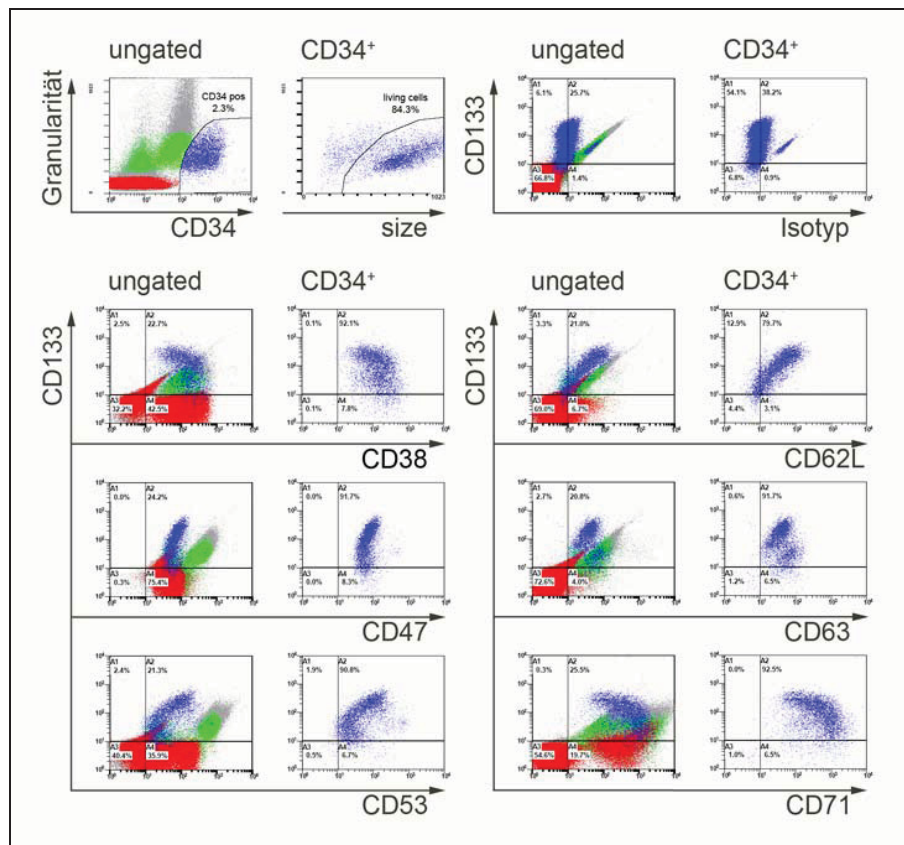 ungated
CD34⁺
Granularität
CD34 pos
2.3%
living cells
84.3%
CD34
size
ungated
CD34⁺
CD133
A1
6.1%
A2
25.7%
A3
66.8%
A4
1.4%
A1
54.1%
A2
38.2%
A3
6.8%
A4
0.9%
Isotyp
ungated
CD34⁺
CD133
A1
2.5%
A2
22.7%
A3
32.2%
A4
42.5%
A1
0.1%
A2
92.1%
A3
0.1%
A4
7.8%
CD38
A1
0.0%
A2
24.2%
A3
0.3%
A4
75.4%
A1
0.0%
A2
91.7%
A3
0.0%
A4
8.3%
CD47
A1
2.4%
A2
21.3%
A3
40.4%
A4
35.9%
A1
1.9%
A2
90.8%
A3
0.5%
A4
6.7%
CD53
ungated
CD34⁺
CD133
A1
3.3%
A2
21.0%
A3
69.0%
A4
6.7%
A1
12.9%
A2
79.7%
A3
4.4%
A4
3.1%
CD62L
A1
2.7%
A2
20.8%
A3
72.6%
A4
4.0%
A1
0.6%
A2
91.7%
A3
1.2%
A4
6.5%
CD63
A1
0.3%
A2
25.5%
A3
54.6%
A4
19.7%
A1
0.0%
A2
92.5%
A3
1.0%
A4
6.5%
CD71